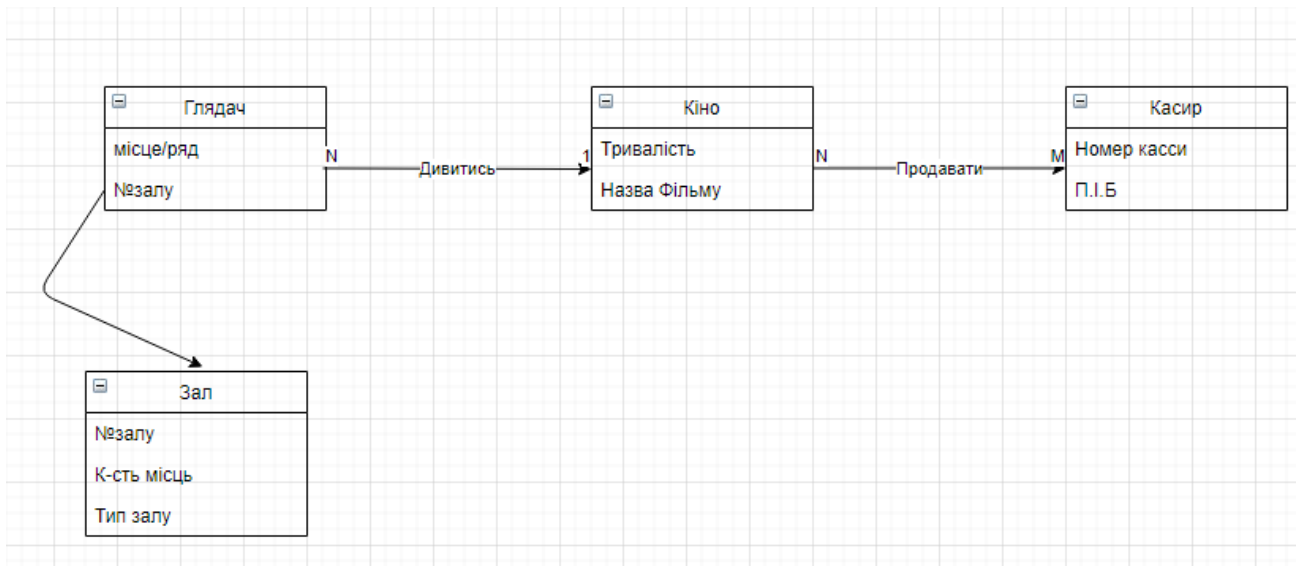 Глядач
місце/ряд
№залу
N
Дивитись
1
Кіно
Тривалість
Назва Фільму
N
Продавати
М
Касир
Номер касси
П.І.Б
Зал
№залу
К-сть місць
Тип залу